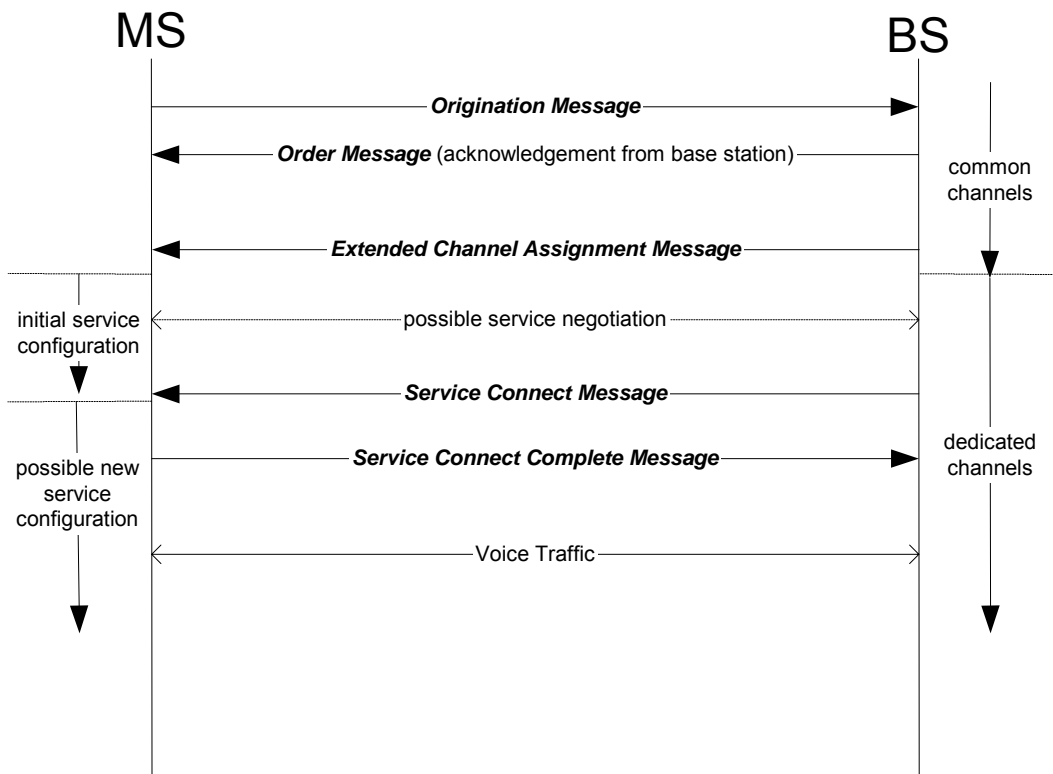 MS
BS
Origination Message
Order Message (acknowledgement from base station)
common
channels
Extended Channel Assignment Message
initial service
configuration
possible service negotiation
Service Connect Message
dedicated
channels
Service Connect Complete Message
possible new
service
configuration
Voice Traffic